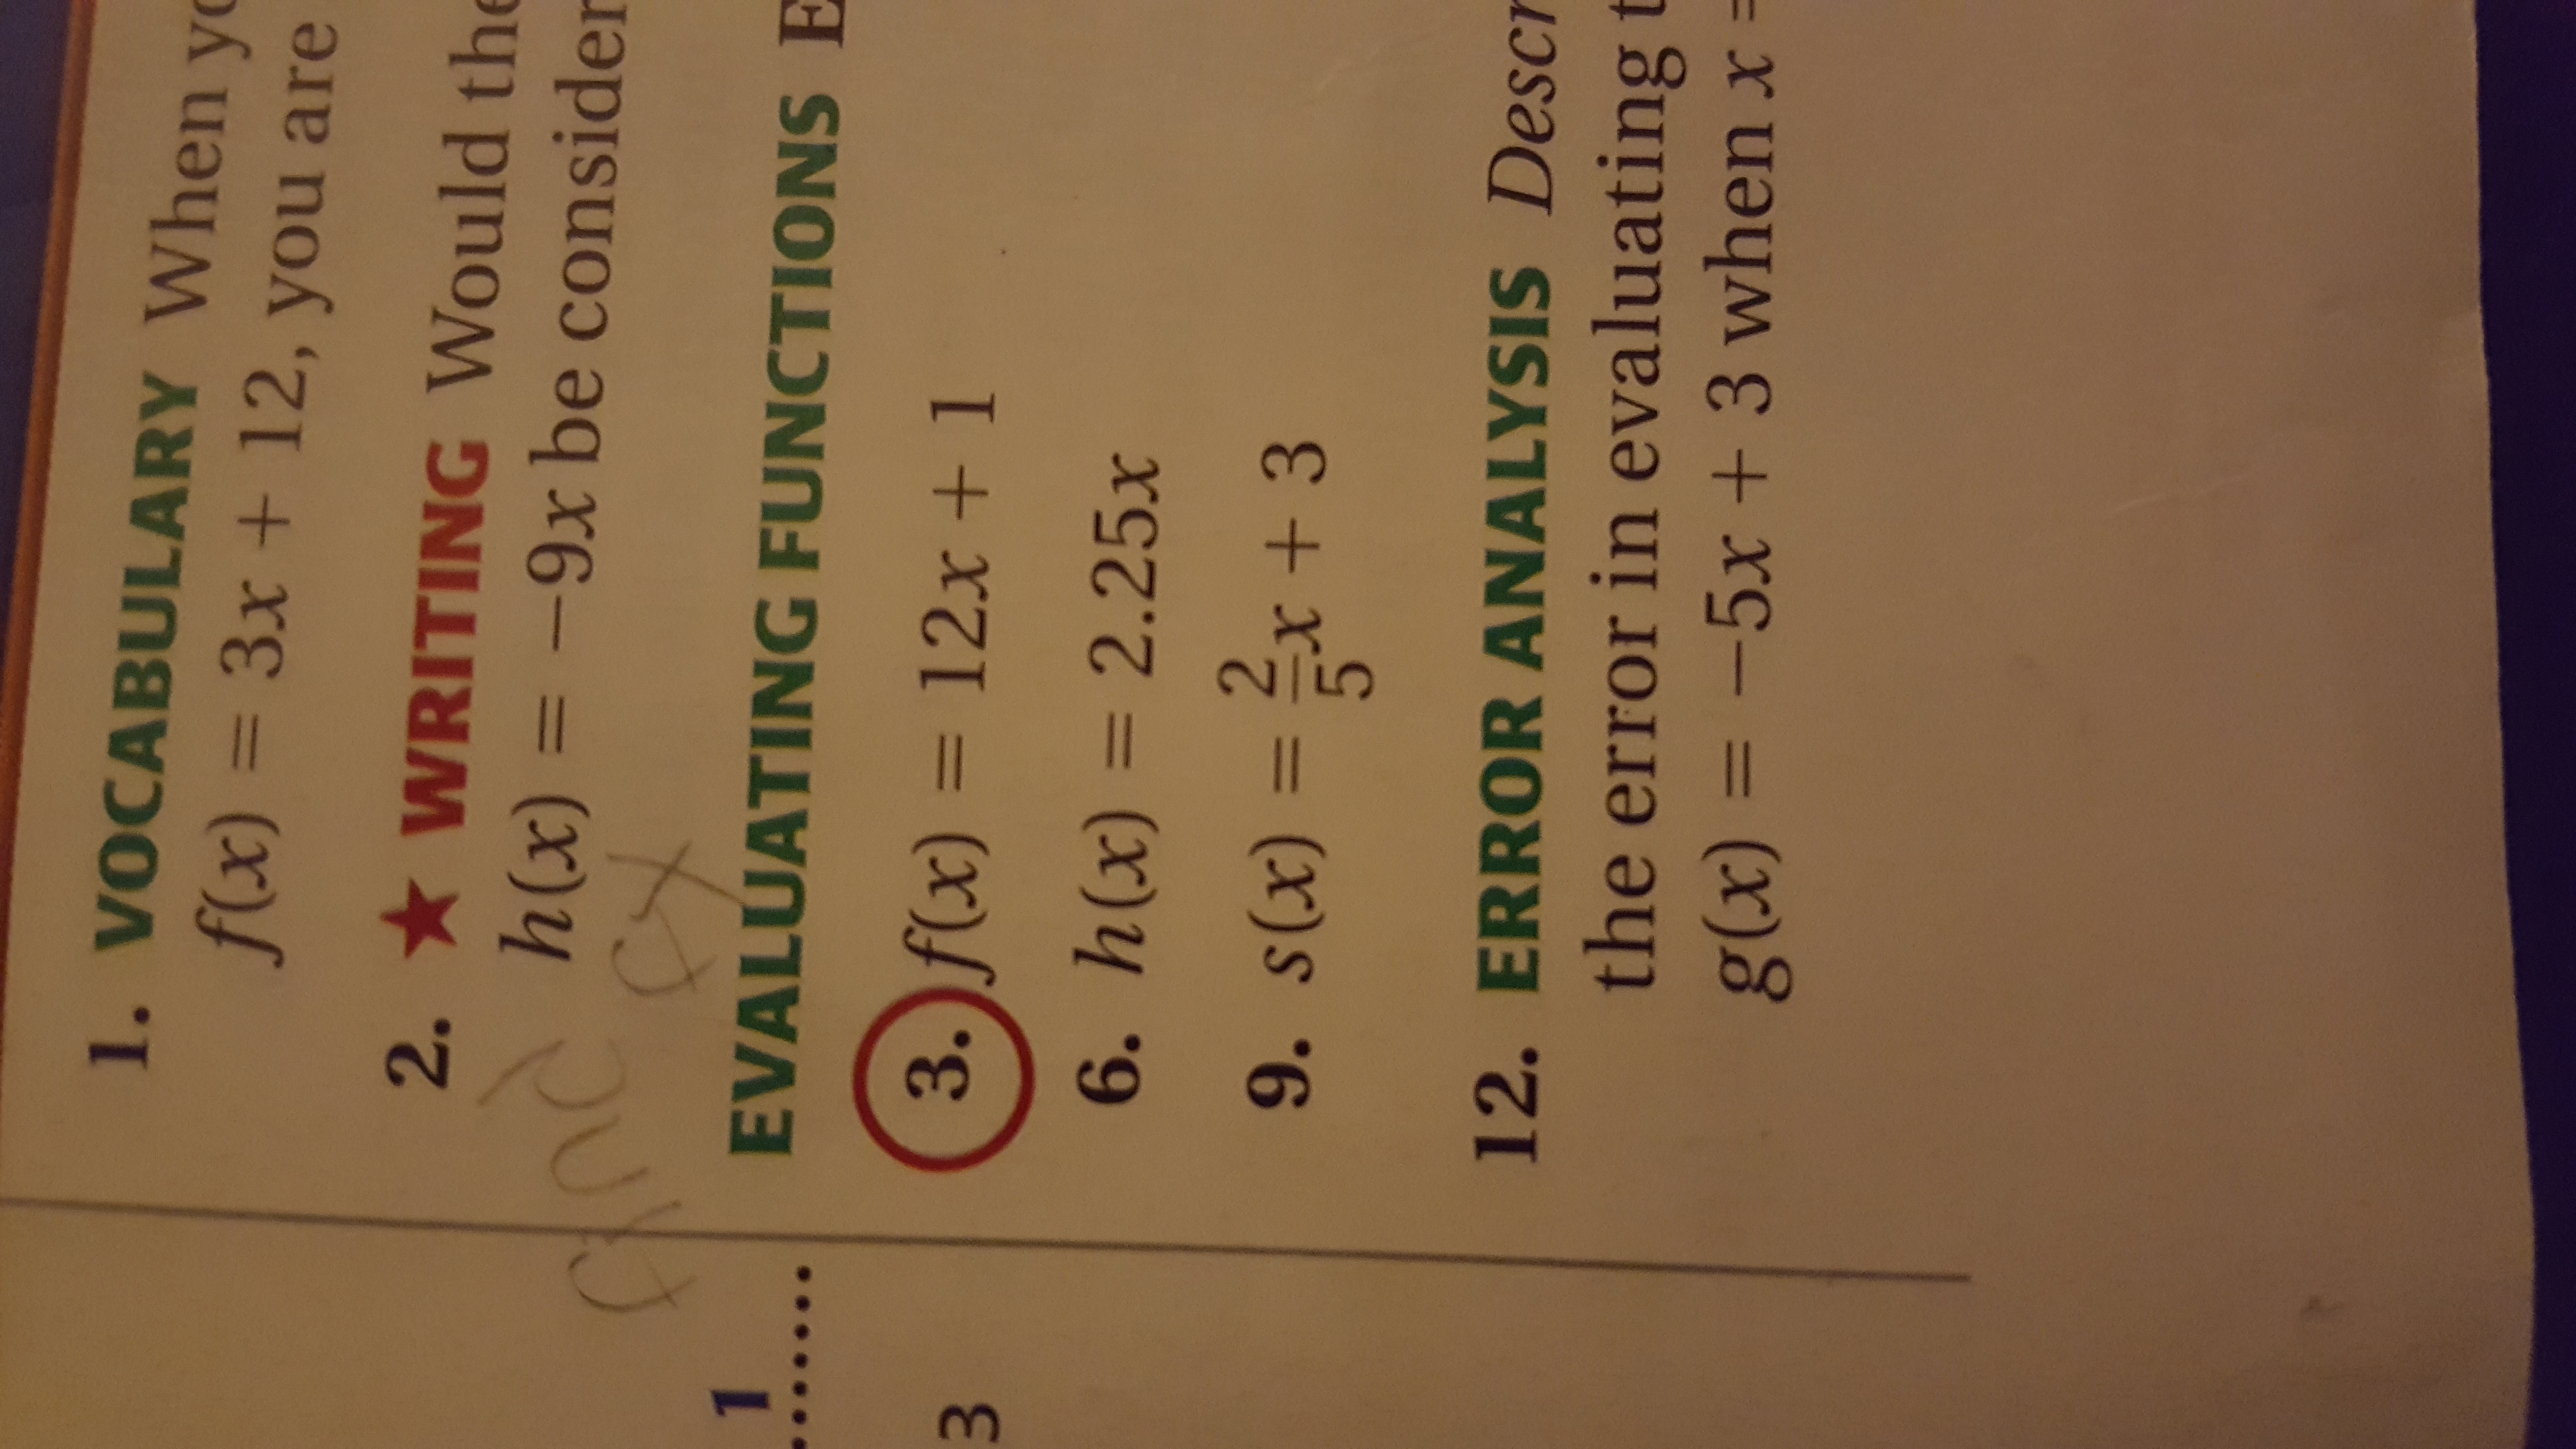 1. VOCABULARY When yo
f(x) = 3x + 12, you are
2. ★ WRITING Would the
h(x) = −9x be consider
EVALUATING FUNCTIONS E
3. f(x) = 12x + 1
6. h(x) = 2.25x
9. s(x) = 2/5x + 3
12. ERROR ANALYSIS Descr
the error in evaluating t
g(x) = −5x + 3 when x =
1
3